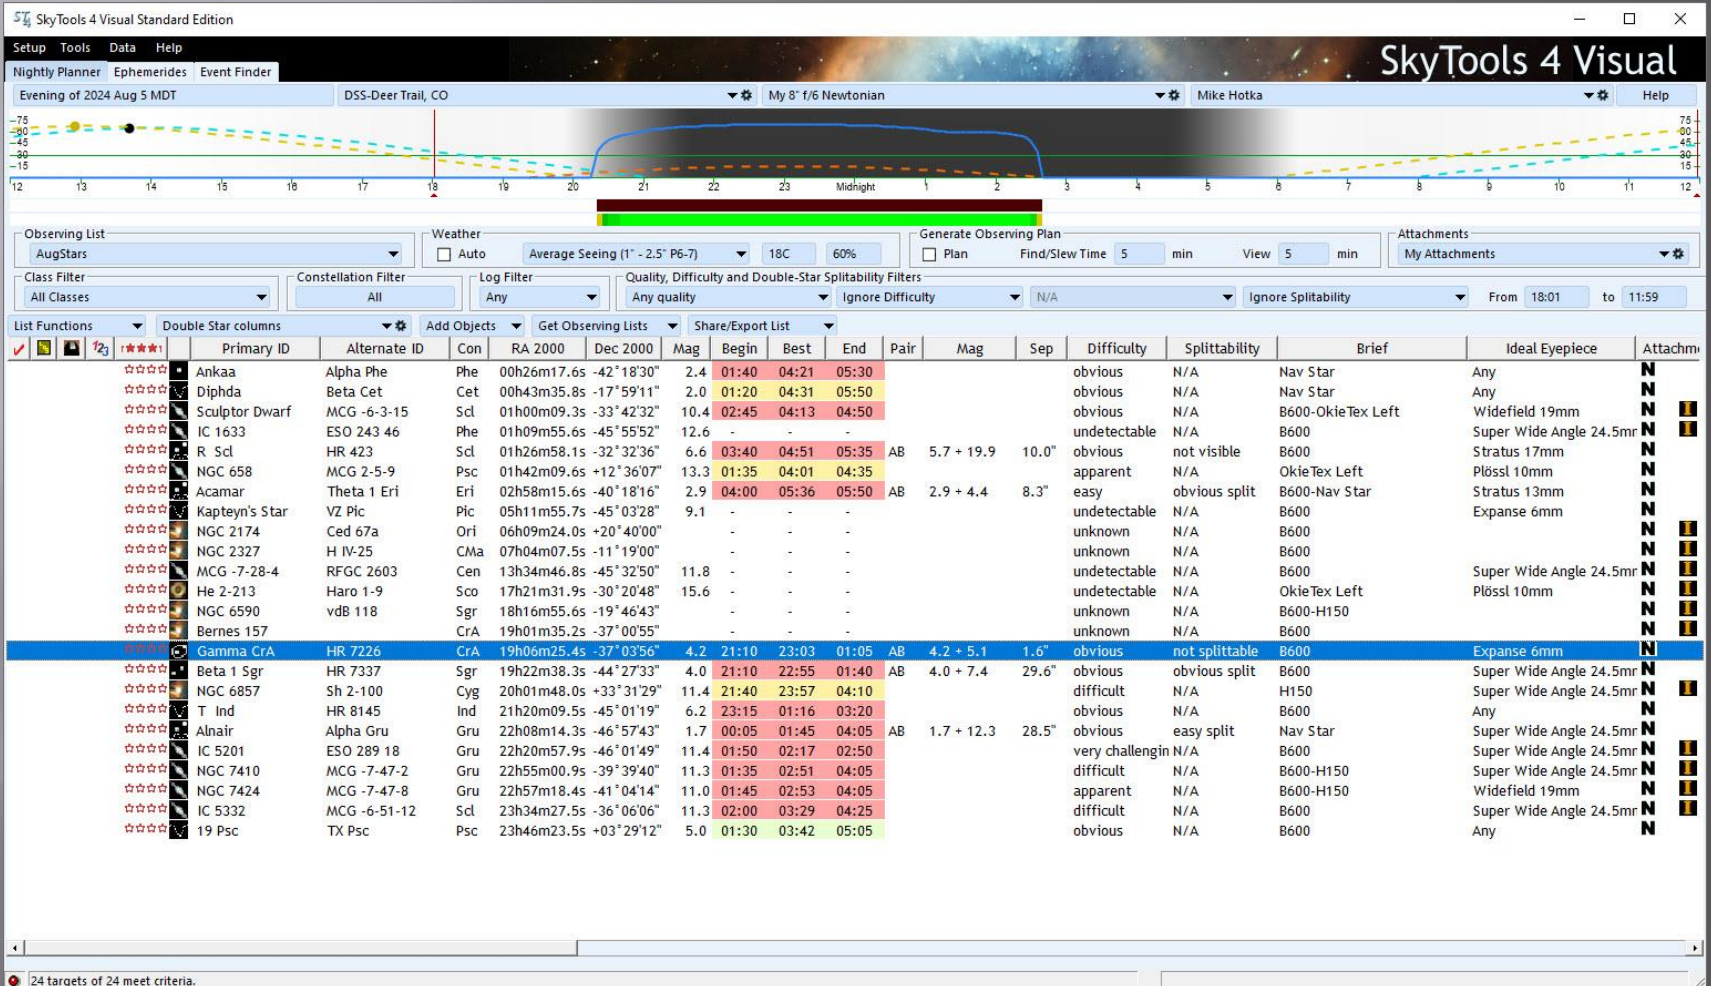 SkyTools 4 Visual Standard Edition
Setup Tools Data Help
SkyTools 4 Visual
Nightly Planner Ephemerides Event Finder
Evening of 2024 Aug 5 MDT DSS-Deer Trail, CO My 8" f/6 Newtonian Mike Hotka Help
75 75
60 60
45 45
30 30
15 15
12 13 14 15 16 17 18 19 20 21 22 23 Midnight 1 2 3 4 5 6 7 8 9 10 11 12
Observing List Weather Generate Observing Plan Attachments
AugStars Auto Average Seeing (1" - 2.5" P6-7) 18C 60% Plan Find/Slew Time 5 min View 5 min My Attachments
Class Filter Constellation Filter Log Filter Quality, Difficulty and Double-Star Splitability Filters
All Classes All Any Any quality Ignore Difficulty N/A Ignore Splitability From 18:01 to 11:59
List Functions Double Star columns Add Objects Get Observing Lists Share/Export List
123 Primary ID Alternate ID Con RA 2000 Dec 2000 Mag Begin Best End Pair Mag Sep Difficulty Splittability Brief Ideal Eyepiece Attachme
Ankaa Alpha Phe Phe 00h26m17.6s -42°18'30" 2.4 01:40 04:21 05:30 obvious N/A Nav Star Any N
Diphda Beta Cet Cet 00h43m35.8s -17°59'11" 2.0 01:20 04:31 05:50 obvious N/A Nav Star Any N
Sculptor Dwarf MCG -6-3-15 Scl 01h00m09.3s -33°42'32" 10.4 02:45 04:13 04:50 obvious N/A B600-OkieTex Left Widefield 19mm N I
IC 1633 ESO 243 46 Phe 01h09m55.6s -45°55'52" 12.6 - - - undetectable N/A B600 Super Wide Angle 24.5mr N I
R Scl HR 423 Scl 01h26m58.1s -32°32'36" 6.6 03:40 04:51 05:35 AB 5.7 + 19.9 10.0" obvious not visible B600 Stratus 17mm N
NGC 658 MCG 2-5-9 Psc 01h42m09.6s +12°36'07" 13.3 01:35 04:01 04:35 apparent N/A OkieTex Left Plössl 10mm N
Acamar Theta 1 Eri Eri 02h58m15.6s -40°18'16" 2.9 04:00 05:36 05:50 AB 2.9 + 4.4 8.3" easy obvious split B600-Nav Star Stratus 13mm N
Kapteyn's Star VZ Pic Pic 05h11m55.7s -45°03'28" 9.1 - - - undetectable N/A B600 Expanse 6mm N
NGC 2174 Ced 67a Ori 06h09m24.0s +20°40'00" - - - unknown N/A B600 N I
NGC 2327 H IV-25 CMa 07h04m07.5s -11°19'00" - - - unknown N/A B600 N I
MCG -7-28-4 RFGC 2603 Cen 13h34m46.8s -45°32'50" 11.8 - - - undetectable N/A B600 Super Wide Angle 24.5mr N I
He 2-213 Haro 1-9 Sco 17h21m31.9s -30°20'48" 15.6 - - - undetectable N/A OkieTex Left Plössl 10mm N I
NGC 6590 vdB 118 Sgr 18h16m55.6s -19°46'43" - - - unknown N/A B600-H150 N I
Bernes 157 CrA 19h01m35.2s -37°00'55" - - - unknown N/A B600 N I
Gamma CrA HR 7226 CrA 19h06m25.4s -37°03'56" 4.2 21:10 23:03 01:05 AB 4.2 + 5.1 1.6" obvious not splittable B600 Expanse 6mm N
Beta 1 Sgr HR 7337 Sgr 19h22m38.3s -44°27'33" 4.0 21:10 22:55 01:40 AB 4.0 + 7.4 29.6" obvious obvious split B600 Super Wide Angle 24.5mr N
NGC 6857 Sh 2-100 Cyg 20h01m48.0s +33°31'29" 11.4 21:40 23:57 04:10 difficult N/A H150 Super Wide Angle 24.5mr N I
T Ind HR 8145 Ind 21h20m09.5s -45°01'19" 6.2 23:15 01:16 03:20 obvious N/A B600 Any N
Alnair Alpha Gru Gru 22h08m14.3s -46°57'43" 1.7 00:05 01:45 04:05 AB 1.7 + 12.3 28.5" obvious easy split Nav Star Super Wide Angle 24.5mr N
IC 5201 ESO 289 18 Gru 22h20m57.9s -46°01'49" 11.4 01:50 02:17 02:50 very challengin N/A B600 Super Wide Angle 24.5mr N I
NGC 7410 MCG -7-47-2 Gru 22h55m00.9s -39°39'40" 11.3 01:35 02:51 04:05 difficult N/A B600-H150 Super Wide Angle 24.5mr N I
NGC 7424 MCG -7-47-8 Gru 22h57m18.4s -41°04'14" 11.0 01:45 02:53 04:05 apparent N/A B600-H150 Widefield 19mm N I
IC 5332 MCG -6-51-12 Scl 23h34m27.5s -36°06'06" 11.3 02:00 03:29 04:25 difficult N/A B600 Super Wide Angle 24.5mr N I
19 Psc TX Psc Psc 23h46m23.5s +03°29'12" 5.0 01:30 03:42 05:05 obvious N/A B600 Any N
24 targets of 24 meet criteria.